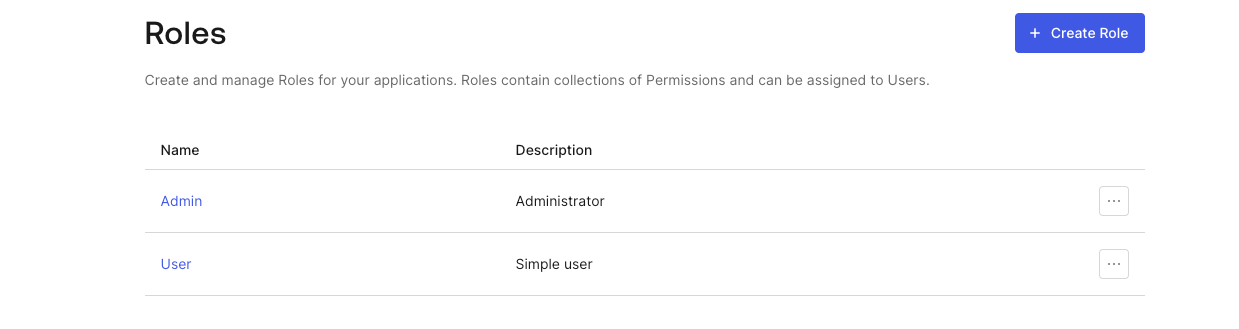 Roles
+ Create Role
Create and manage Roles for your applications. Roles contain collections of Permissions and can be assigned to Users.
Name Description
Admin Administrator ...
User Simple user ...